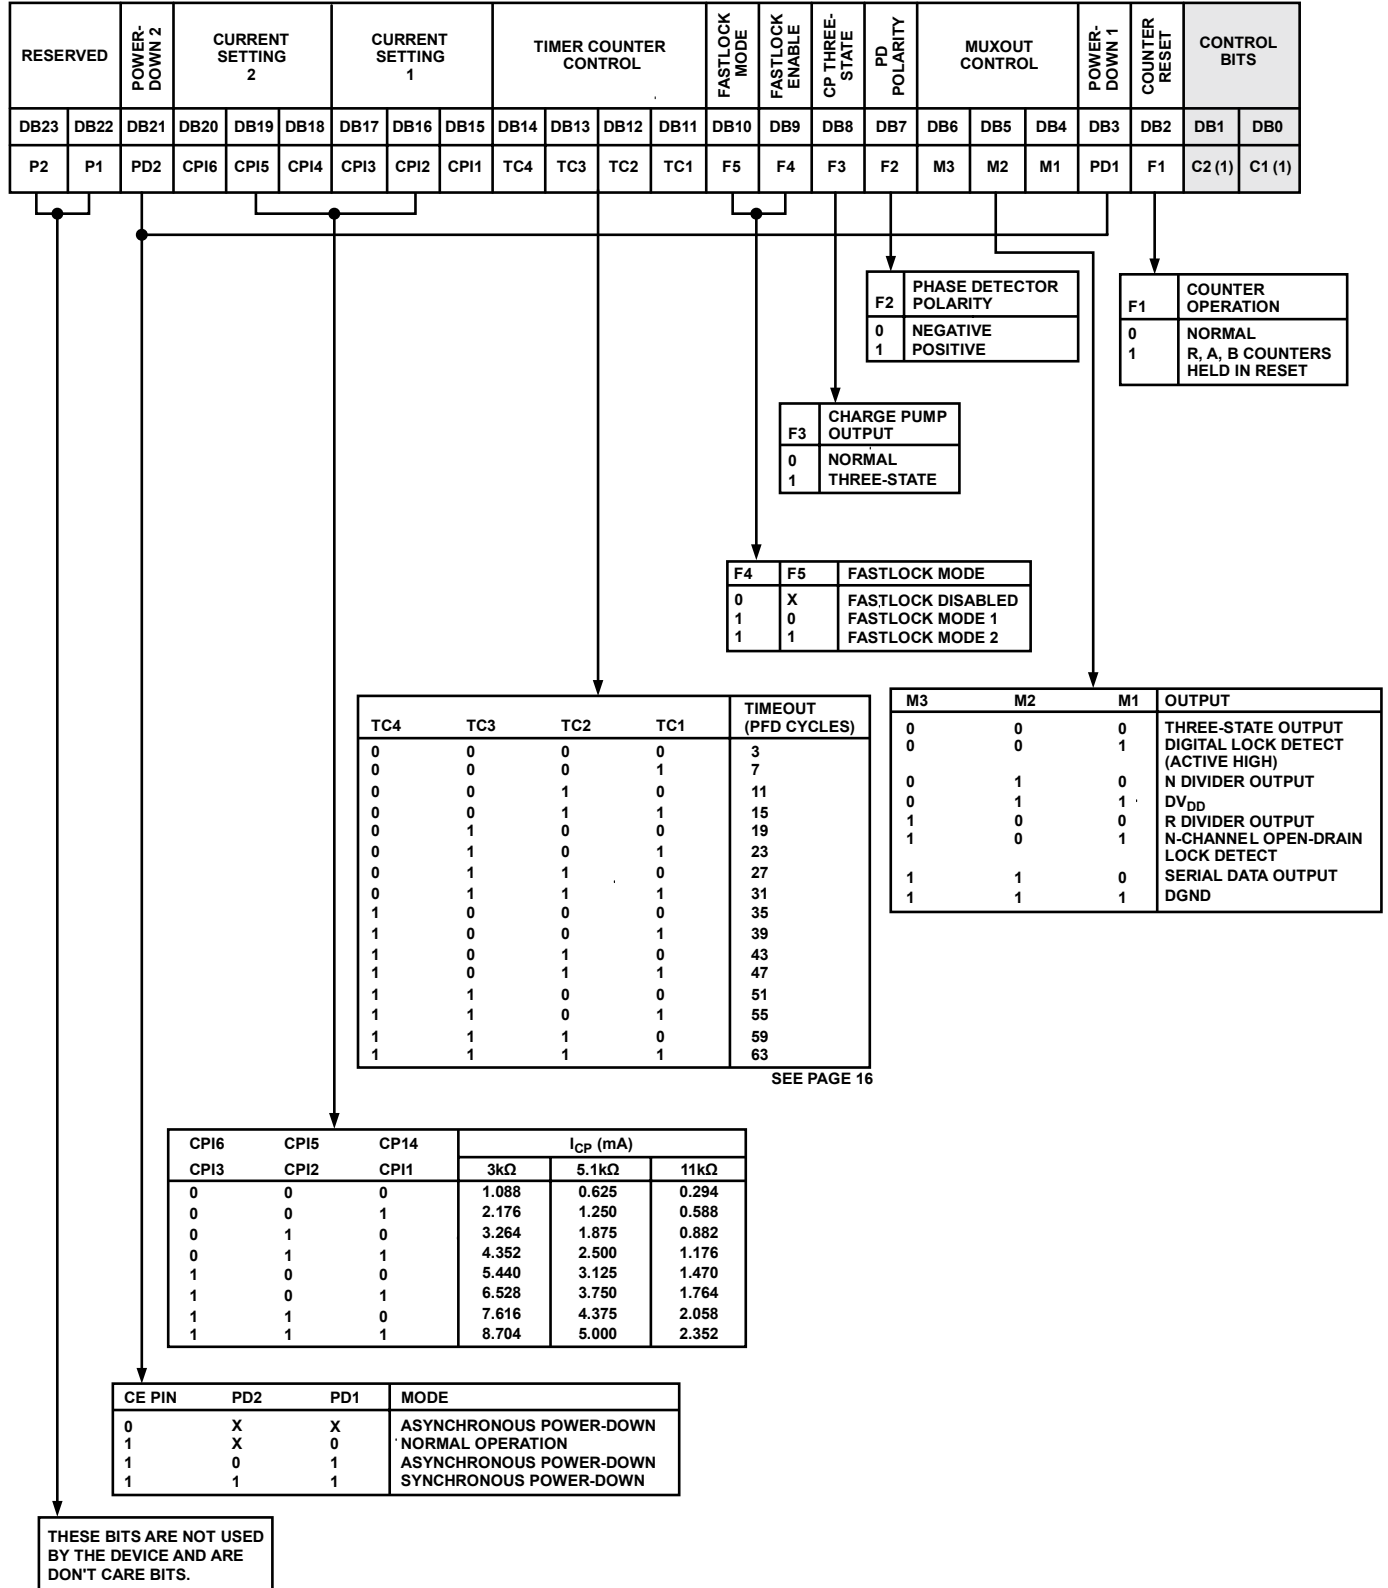 RESERVED
POWER-
DOWN 2
CURRENT
SETTING
2
CURRENT
SETTING
1
TIMER COUNTER
CONTROL
FASTLOCK
MODE
FASTLOCK
ENABLE
CP THREE-
STATE
PD
POLARITY
MUXOUT
CONTROL
POWER-
DOWN 1
COUNTER
RESET
CONTROL
BITS
DB23 DB22 DB21 DB20 DB19 DB18 DB17 DB16 DB15 DB14 DB13 DB12 DB11 DB10 DB9 DB8 DB7 DB6 DB5 DB4 DB3 DB2 DB1 DB0
P2 P1 PD2 CPI6 CPI5 CPI4 CPI3 CPI2 CPI1 TC4 TC3 TC2 TC1 F5 F4 F3 F2 M3 M2 M1 PD1 F1 C2 (1) C1 (1)
F2 PHASE DETECTOR
POLARITY
0 NEGATIVE
1 POSITIVE
F1 COUNTER
OPERATION
0 NORMAL
1 R, A, B COUNTERS
HELD IN RESET
F3 CHARGE PUMP
OUTPUT
0 NORMAL
1 THREE-STATE
F4 F5 FASTLOCK MODE
0 X FASTLOCK DISABLED
1 0 FASTLOCK MODE 1
1 1 FASTLOCK MODE 2
TC4 TC3 TC2 TC1 TIMEOUT
(PFD CYCLES)
0 0 0 0 3
0 0 0 1 7
0 0 1 0 11
0 0 1 1 15
0 1 0 0 19
0 1 0 1 23
0 1 1 0 27
0 1 1 1 31
1 0 0 0 35
1 0 0 1 39
1 0 1 0 43
1 0 1 1 47
1 1 0 0 51
1 1 0 1 55
1 1 1 0 59
1 1 1 1 63
SEE PAGE 16
M3 M2 M1 OUTPUT
0 0 0 THREE-STATE OUTPUT
0 0 1 DIGITAL LOCK DETECT
(ACTIVE HIGH)
0 1 0 N DIVIDER OUTPUT
0 1 1 DVDD
1 0 0 R DIVIDER OUTPUT
1 0 1 N-CHANNEL OPEN-DRAIN
LOCK DETECT
1 1 0 SERIAL DATA OUTPUT
1 1 1 DGND
CPI6 CPI5 CP14 ICP (mA)
CPI3 CPI2 CPI1 3kΩ 5.1kΩ 11kΩ
0 0 0 1.088 0.625 0.294
0 0 1 2.176 1.250 0.588
0 1 0 3.264 1.875 0.882
0 1 1 4.352 2.500 1.176
1 0 0 5.440 3.125 1.470
1 0 1 6.528 3.750 1.764
1 1 0 7.616 4.375 2.058
1 1 1 8.704 5.000 2.352
CE PIN PD2 PD1 MODE
0 X X ASYNCHRONOUS POWER-DOWN
1 X 0 NORMAL OPERATION
1 0 1 ASYNCHRONOUS POWER-DOWN
1 1 1 SYNCHRONOUS POWER-DOWN
THESE BITS ARE NOT USED
BY THE DEVICE AND ARE
DON'T CARE BITS.